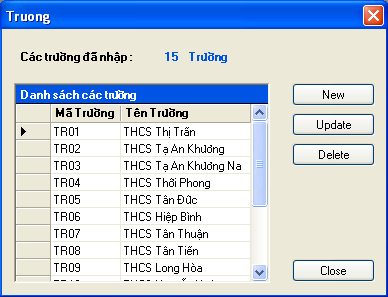 Truong
Các trường đã nhập : 15 Trường
Danh sách các trường
Mã Trường Tên Trường
TR01 THCS Thị Trấn
TR02 THCS Tạ An Khương
TR03 THCS Tạ An Khương Na
TR04 THCS Thới Phong
TR05 THCS Tân Đức
TR06 THCS Hiệp Bình
TR07 THCS Tân Thuận
TR08 THCS Tân Tiến
TR09 THCS Long Hòa
New
Update
Delete
Close